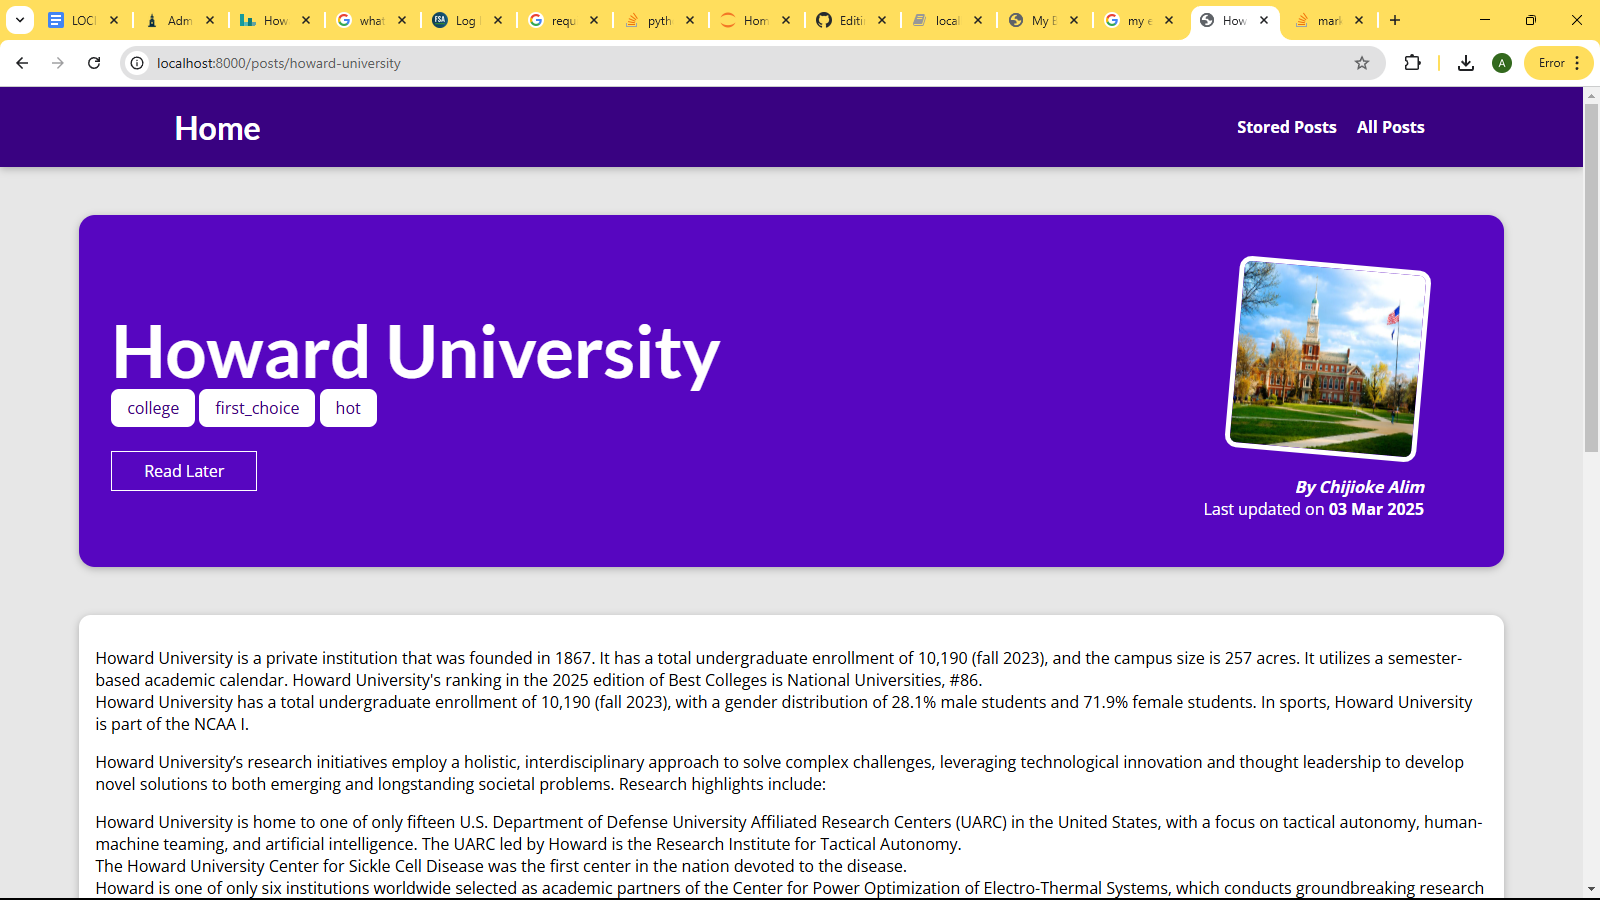 LOCI
Adm
How
what
FSA
Log
requ
pyth
Hom
Editi
local
My E
my e
How
mark
localhost:8000/posts/howard-university
A
Error
Home
Stored Posts
All Posts
Howard University
college
first_choice
hot
Read Later
By Chijioke Alim
Last updated on 03 Mar 2025
Howard University is a private institution that was founded in 1867. It has a total undergraduate enrollment of 10,190 (fall 2023), and the campus size is 257 acres. It utilizes a semester-
based academic calendar. Howard University's ranking in the 2025 edition of Best Colleges is National Universities, #86.
Howard University has a total undergraduate enrollment of 10,190 (fall 2023), with a gender distribution of 28.1% male students and 71.9% female students. In sports, Howard University
is part of the NCAA I.
Howard University’s research initiatives employ a holistic, interdisciplinary approach to solve complex challenges, leveraging technological innovation and thought leadership to develop
novel solutions to both emerging and longstanding societal problems. Research highlights include:
Howard University is home to one of only fifteen U.S. Department of Defense University Affiliated Research Centers (UARC) in the United States, with a focus on tactical autonomy, human-
machine teaming, and artificial intelligence. The UARC led by Howard is the Research Institute for Tactical Autonomy.
The Howard University Center for Sickle Cell Disease was the first center in the nation devoted to the disease.
Howard is one of only six institutions worldwide selected as academic partners of the Center for Power Optimization of Electro-Thermal Systems, which conducts groundbreaking research